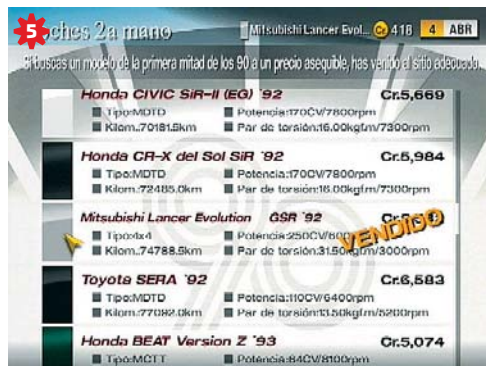 5
Coches 2a mano
Mitsubishi Lancer Evol... Cr 418 4 ABR
Si buscas un modelo de la primera mitad de los 90 a un precio asequible, has venido al sitio adecuado.
Honda CIVIC SiR-II (EG) '92 Cr.5,669
Tipo:MDTD Potencia:170CV/7800rpm
Kilom.:70181.5km Par de torsión:16.00kgfm/7300rpm
Honda CR-X del Sol SiR '92 Cr.5,984
Tipo:MDTD Potencia:170CV/7800rpm
Kilom.:72485.0km Par de torsión:16.00kgfm/7300rpm
Mitsubishi Lancer Evolution GSR '92
VENDIDO
Tipo:4x4 Potencia:250CV/
Kilom.:74788.5km Par de torsión:31.50kgfm/3000rpm
Toyota SERA '92 Cr.6,583
Tipo:MDTD Potencia:110CV/6400rpm
Kilom.:77092.0km Par de torsión:13.50kgfm/5200rpm
Honda BEAT Version Z '93 Cr.5,074
Tipo:MCTT Potencia:64CV/8100rpm